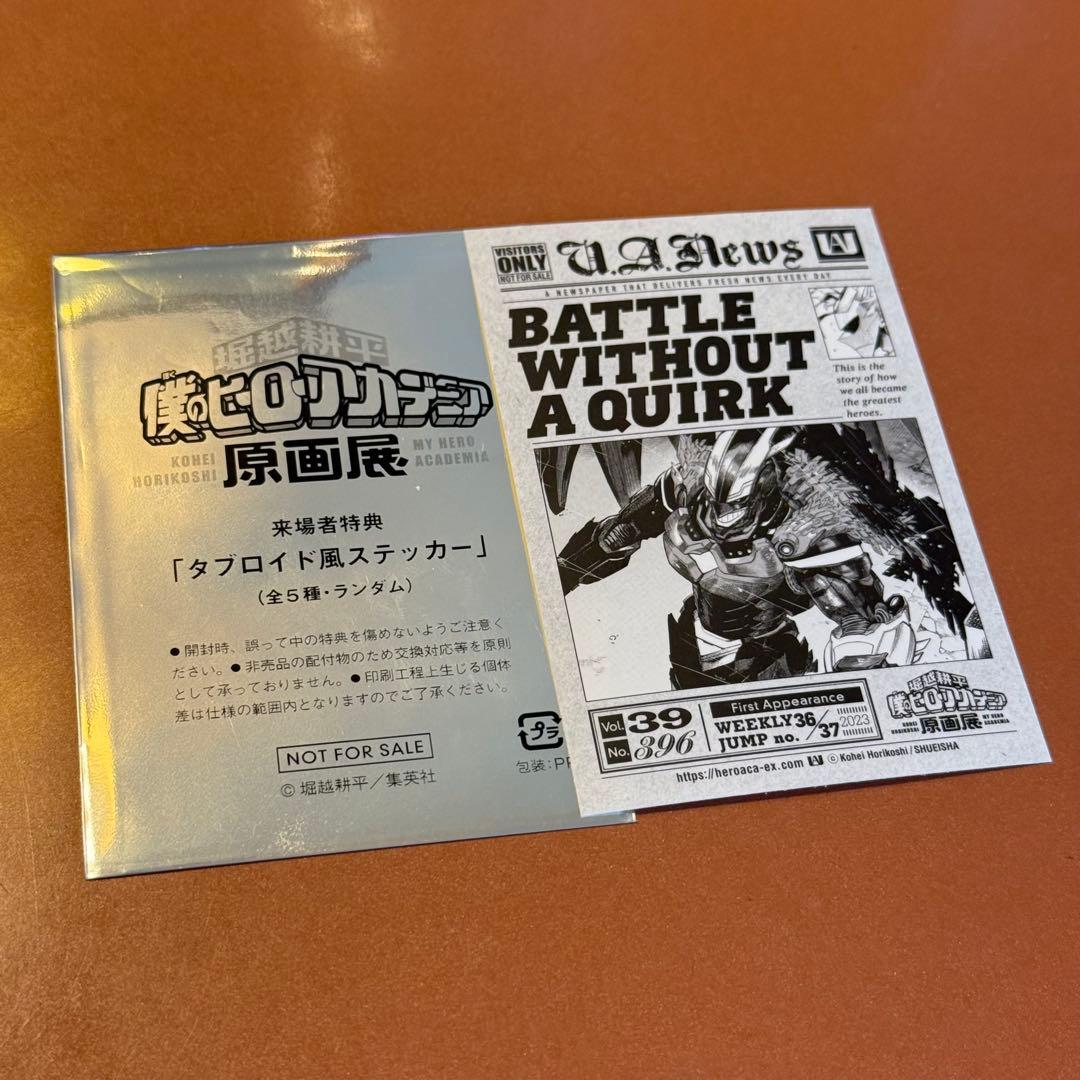 堀越耕平
僕のヒーローアカデミア
KOHEI
HORIKOSHI
原画展
MY HERO
ACADEMIA
来場者特典
「タブロイド風ステッカー」
(全5種・ランダム)
●開封時、誤って中の特典を傷めないようご注意く
ださい。●非売品の配付物のため交換対応等を原則
として承っておりません。●印刷工程上生じる個体
差は仕様の範囲内となりますのでご了承ください。
NOT FOR SALE
©堀越耕平/集英社
プラ
包装:PP
VISITORS
ONLY
NOT FOR SALE
U.A.News
UA
A NEWSPAPER THAT DELIVERS FRESH NEWS EVERY DAY
BATTLE
WITHOUT
A QUIRK
This is the
story of how
we all became
the greatest
heroes.
Vol. 39
No. 396
First Appearance
WEEKLY JUMP no. 36/37 2023
堀越耕平
僕のヒーローアカデミア
KOHEI
HORIKOSHI
原画展
MY HERO
ACADEMIA
https://heroaca-ex.com UA © Kohei Horikoshi / SHUEISHA